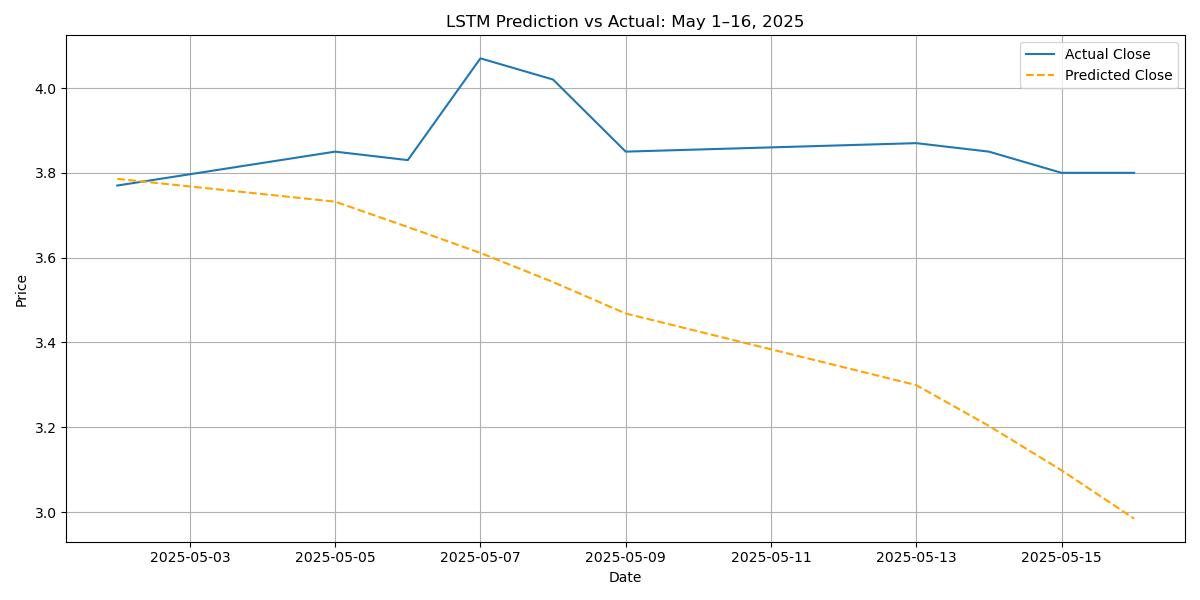 LSTM Prediction vs Actual: May 1–16, 2025
Actual Close
Predicted Close
Price
4.0
3.8
3.6
3.4
3.2
3.0
2025-05-03
2025-05-05
2025-05-07
2025-05-09
2025-05-11
2025-05-13
2025-05-15
Date